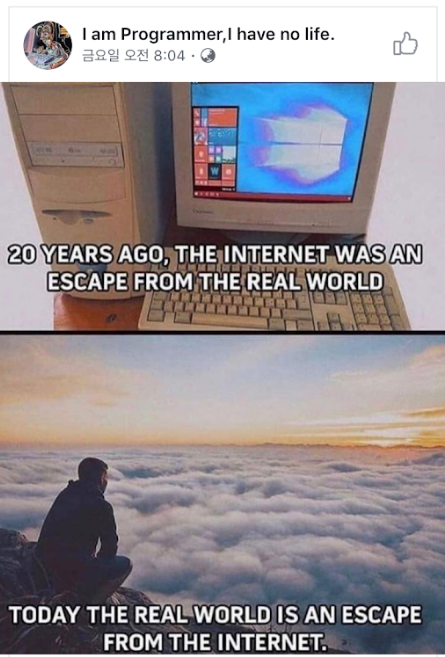 I am Programmer,I have no life.
금요일 오전 8:04 ·
20 YEARS AGO, THE INTERNET WAS AN
ESCAPE FROM THE REAL WORLD
TODAY THE REAL WORLD IS AN ESCAPE
FROM THE INTERNET.